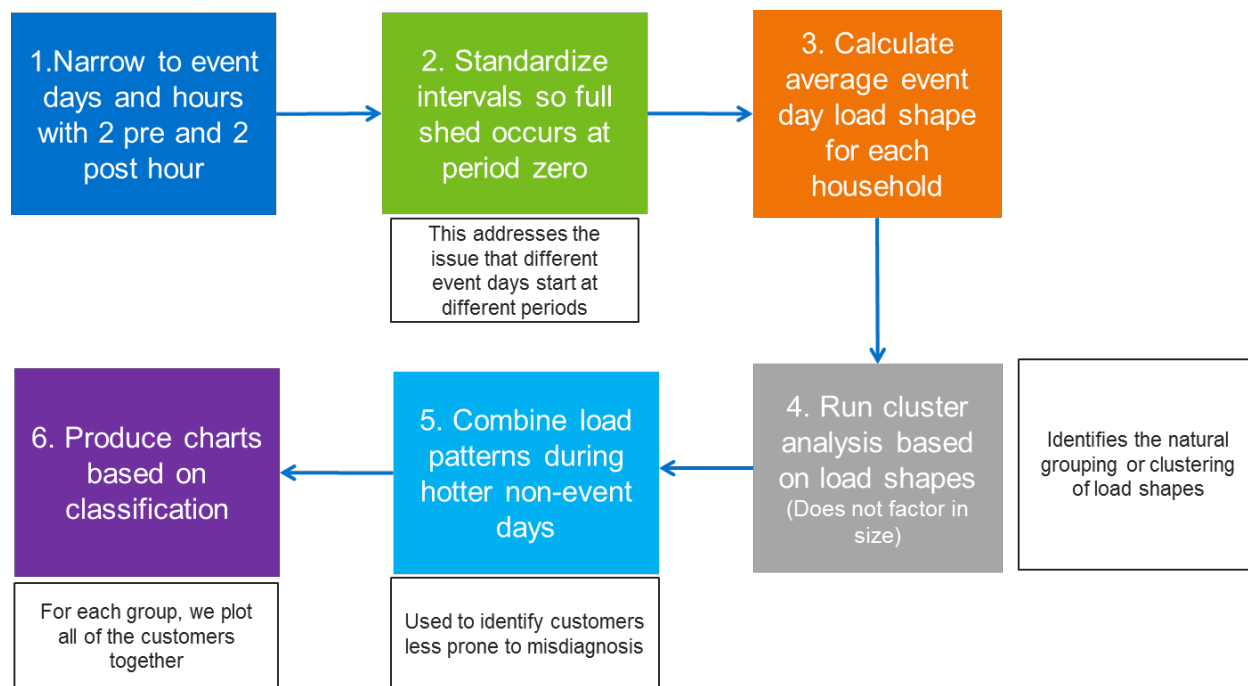 1.Narrow to event
days and hours
with 2 pre and 2
post hour
2. Standardize
intervals so full
shed occurs at
period zero
This addresses the
issue that different
event days start at
different periods
3. Calculate
average event
day load shape
for each
household
4. Run cluster
analysis based
on load shapes
(Does not factor in
size)
Identifies the natural
grouping or clustering
of load shapes
5. Combine load
patterns during
hotter non-event
days
Used to identify customers
less prone to misdiagnosis
6. Produce charts
based on
classification
For each group, we plot
all of the customers
together